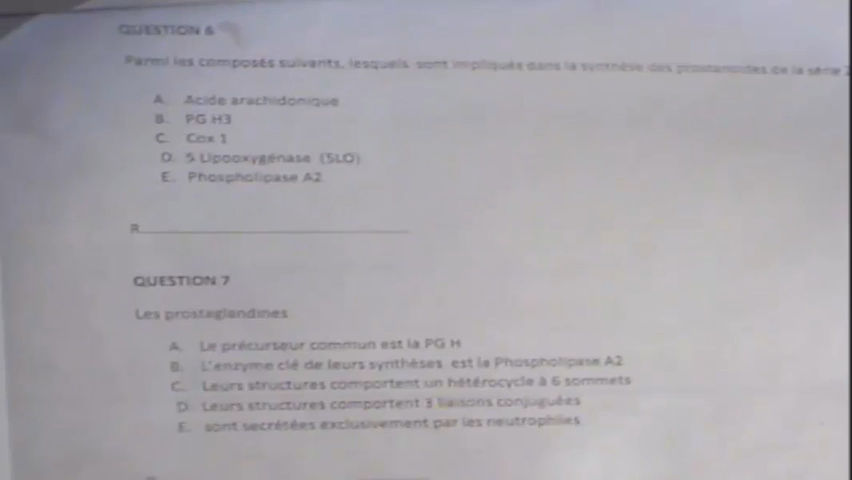 QUESTION 6
Parmi les composés suivants, lesquels sont impliqués dans la synthèse des prostanoïdes de la série 2
A. Acide arachidonique
B. PG H3
C. Cox 1
D. 5 Lipooxygénase (5LO)
E. Phospholipase A2
R
QUESTION 7
Les prostaglandines
A. Le précurseur commun est la PG H
B. L'enzyme clé de leurs synthèses est la Phospholipase A2
C. Leurs structures comportent un hétérocycle à 6 sommets
D. Leurs structures comportent 3 liaisons conjuguées
E. sont secrétées exclusivement par les neutrophiles